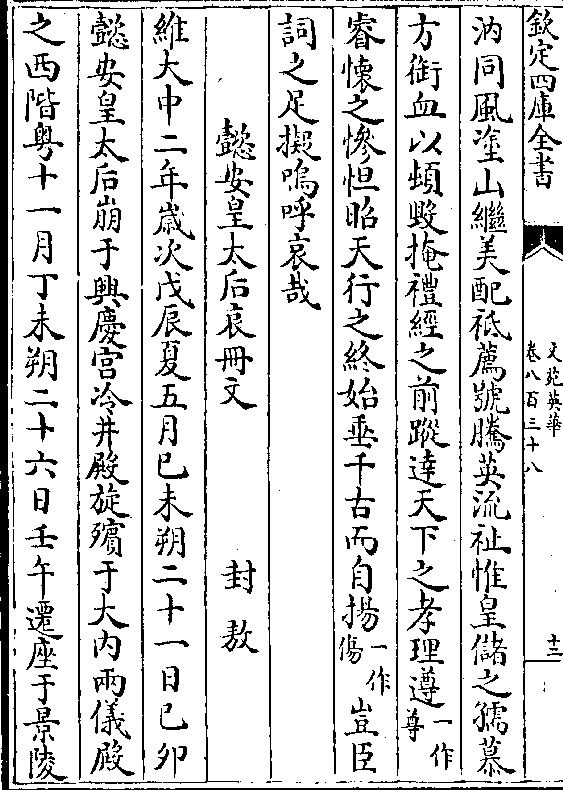 欽定四庫全書
文苑英華
卷八百三十八
十三
汭同風塗山繼美配祗薦號騰英流祉惟皇儲之孺慕
方銜血以頓毁掩禮經之前蹤達天下之孝理遵一作尊
睿懷之慘怛昭天行之終始垂千古而自揚一作傷豈臣
詞之足擬嗚呼哀哉
懿安皇太后哀冊文
封敖
維大中二年歲次戊辰夏五月己未朔二十一日己卯
懿安皇太后崩于興慶宫冷井殿旋殯于大内兩儀殿
之西階粤十一月丁未朔二十六日壬午遷座于景陵